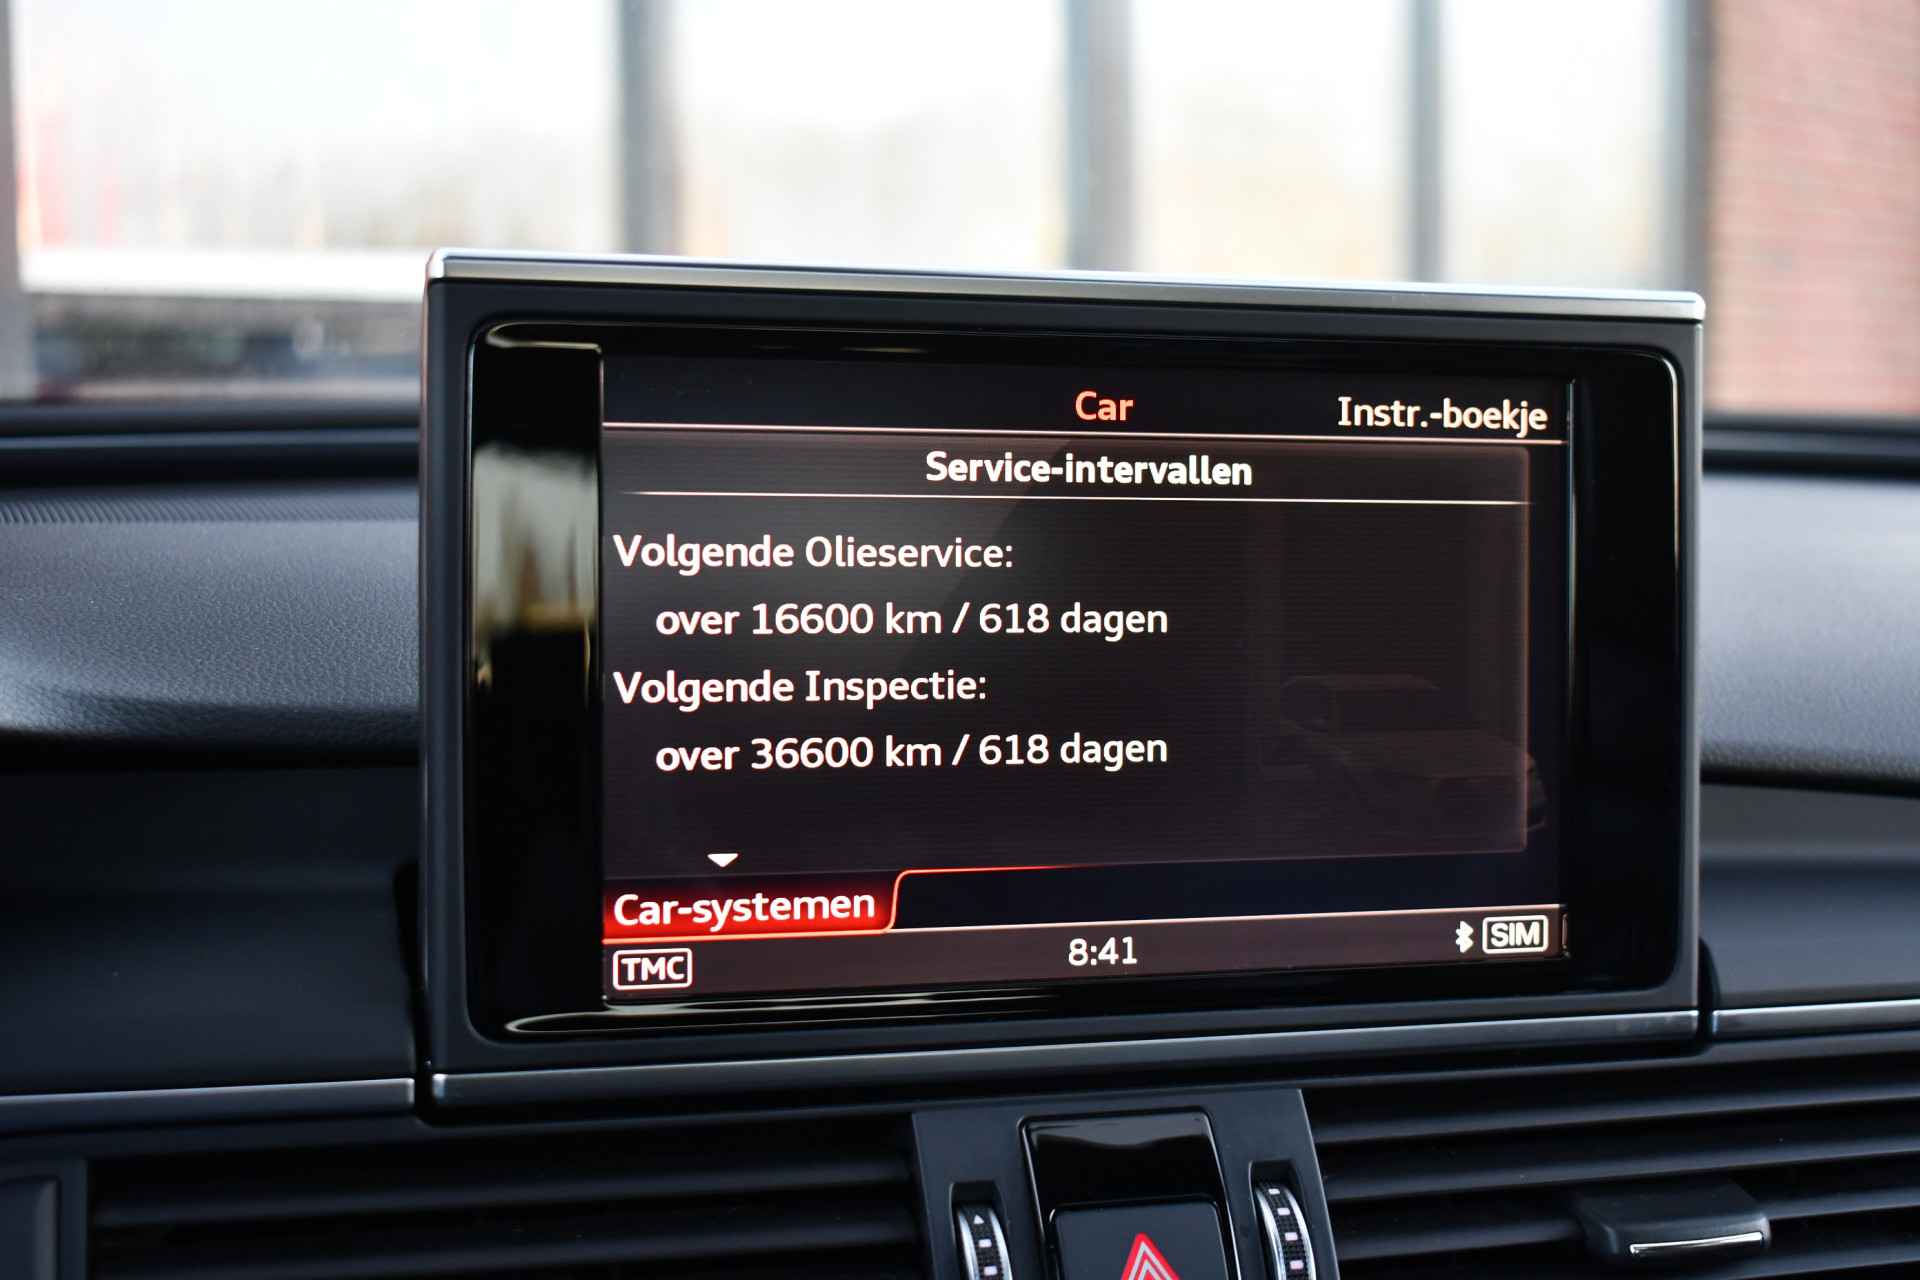 Car
Instr.-boekje
Service-intervallen
Volgende Olieservice:
over 16600 km / 618 dagen
Volgende Inspectie:
over 36600 km / 618 dagen
Car-systemen
TMC
8:41
SIM